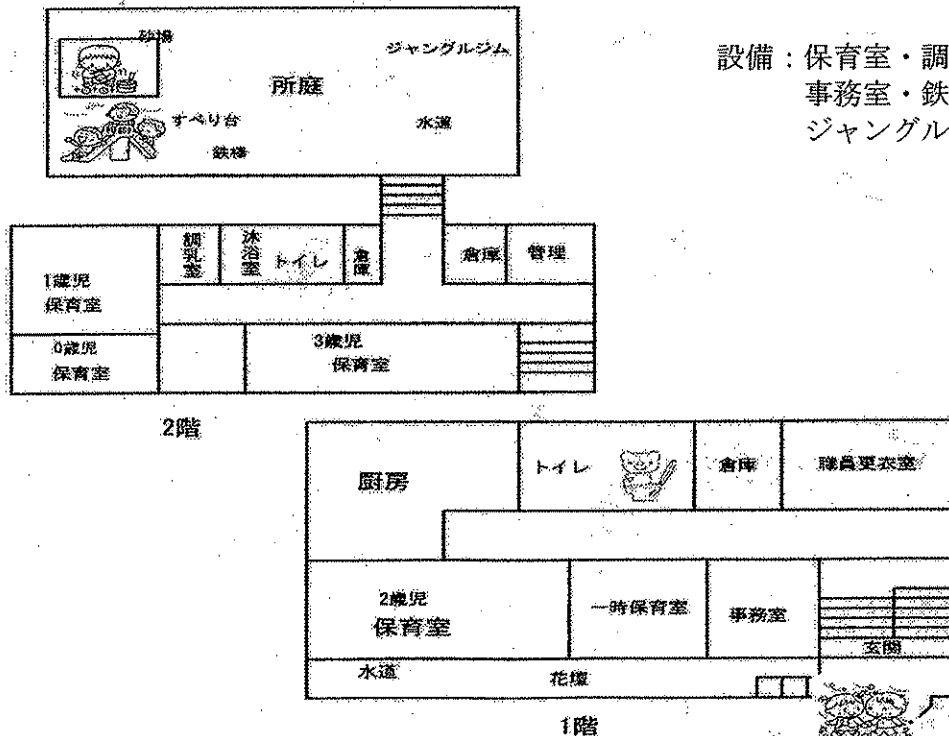 砂場
ジャングルジム
所庭
すべり台
水道
鉄棒
設備：保育室・調
事務室・鉄
ジャングル
調乳室
沐浴室
トイレ
倉庫
倉庫
管理
1歳児
保育室
0歳児
保育室
3歳児
保育室
2階
厨房
トイレ
倉庫
職員更衣室
2歳児
保育室
一時保育室
事務室
玄関
水道
花壇
1階